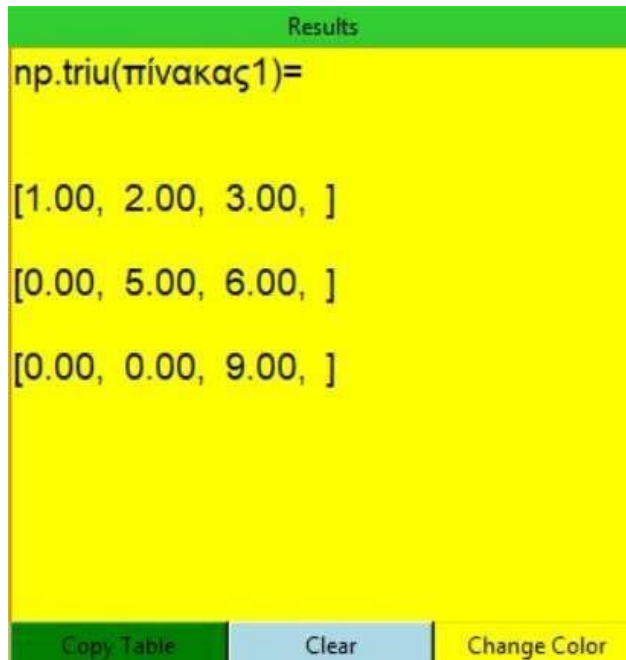 Results
np.triu(πίνακας1)=
[1.00, 2.00, 3.00, ]
[0.00, 5.00, 6.00, ]
[0.00, 0.00, 9.00, ]
Copy Table Clear Change Color